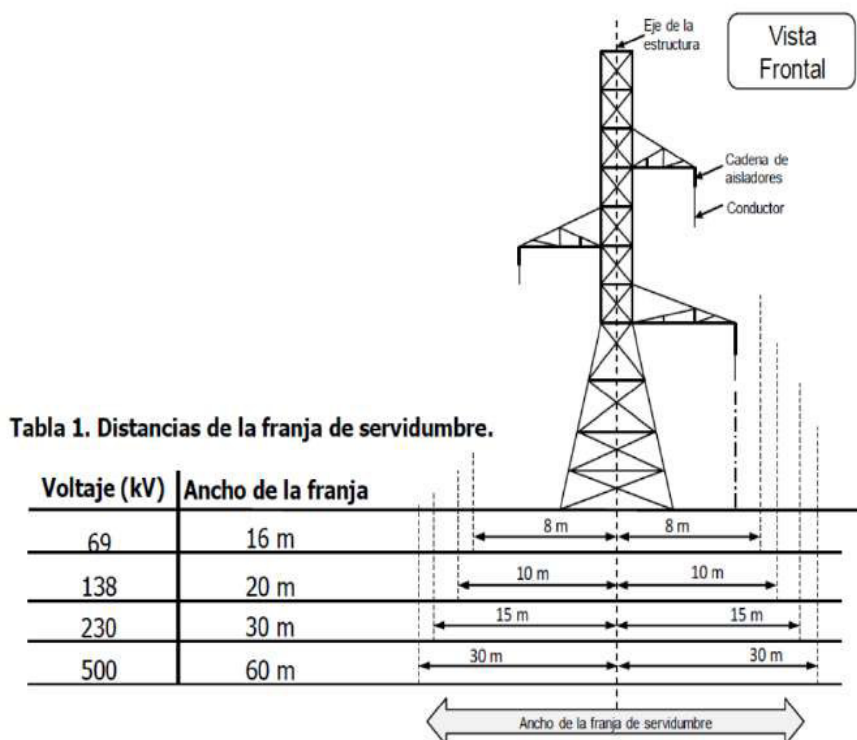 Eje de la
estructura
Vista
Frontal
Cadena de
aisladores
Conductor
Tabla 1. Distancias de la franja de servidumbre.
Voltaje (kV) Ancho de la franja
69 16 m 8 m 8 m
138 20 m 10 m 10 m
230 30 m 15 m 15 m
500 60 m 30 m 30 m
Ancho de la franja de servidumbre